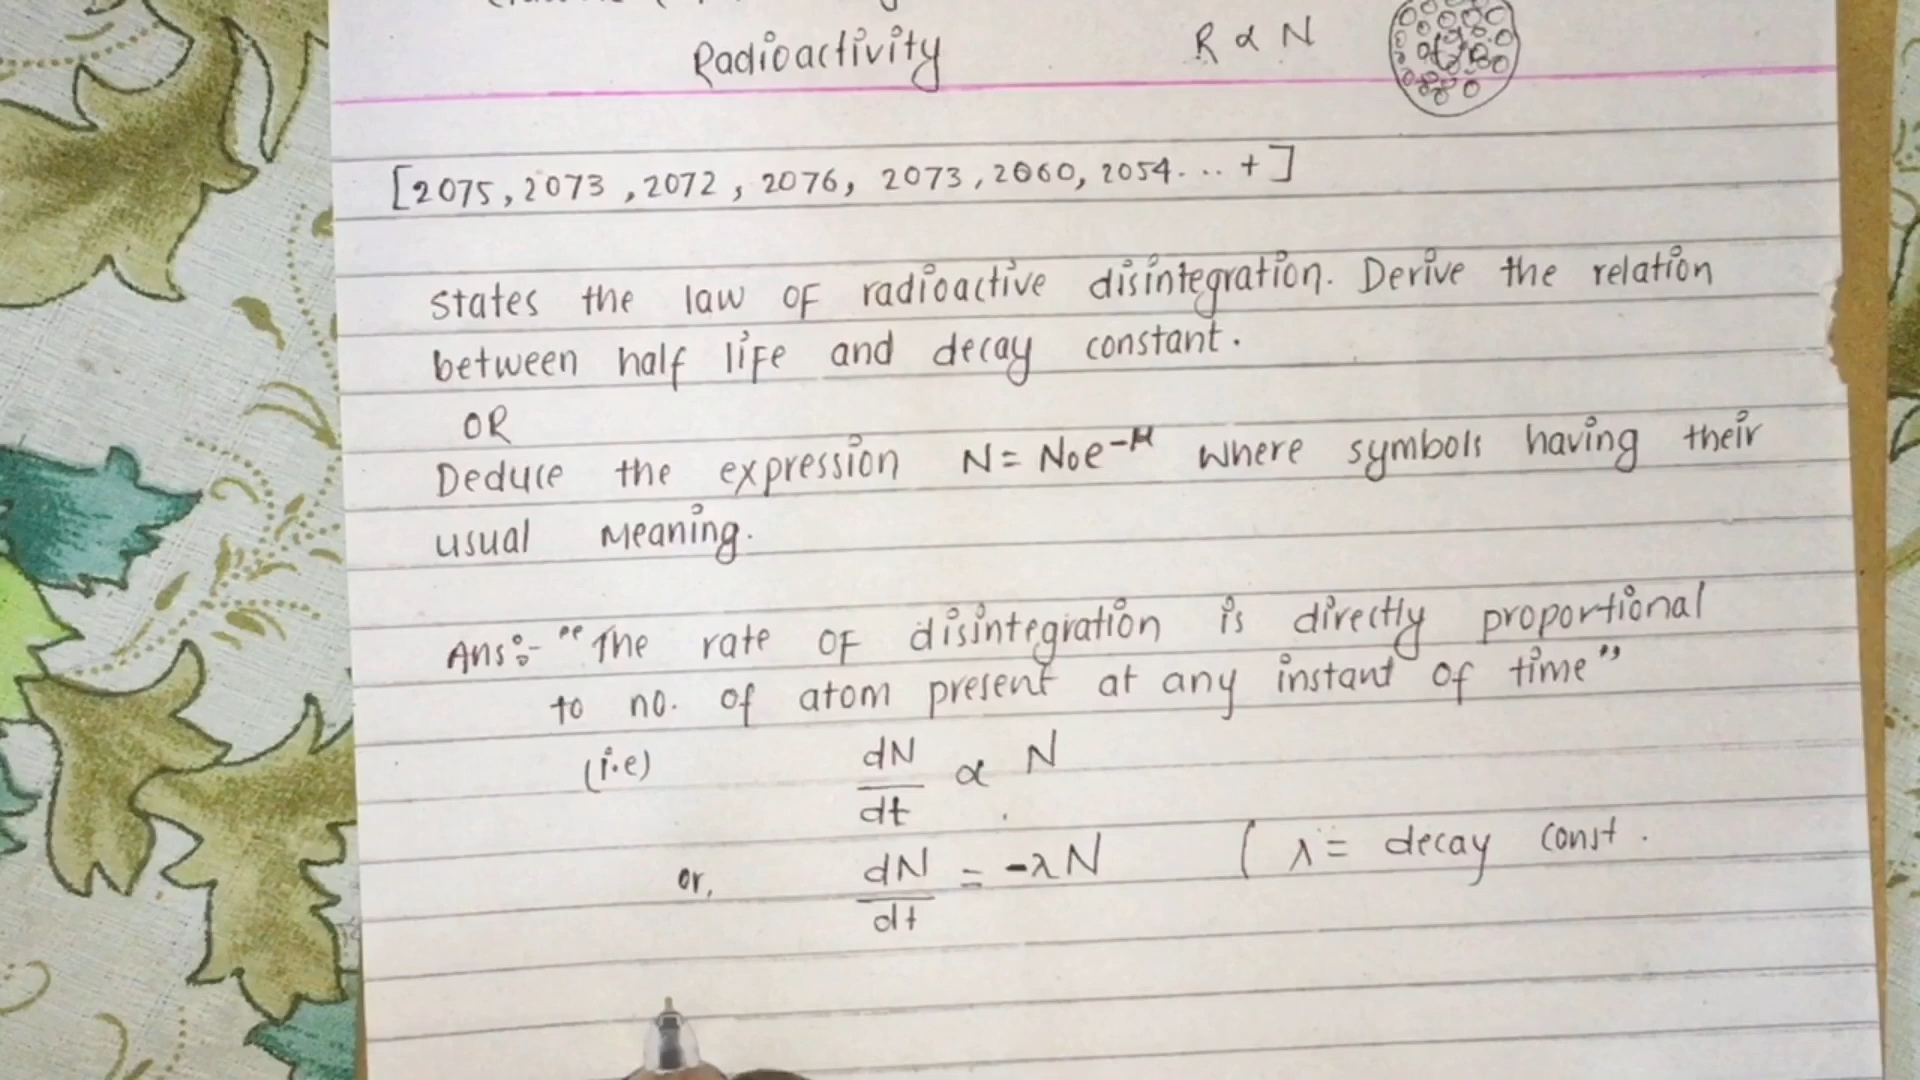 Radioactivity R ∝ N
[2075, 2073, 2072, 2076, 2073, 2060, 2054... +]
states the law of radioactive disintegration. Derive the relation
between half life and decay constant.
OR
Deduce the expression N = N₀e^-λt where symbols having their
usual meaning.
Ans:- "The rate of disintegration is directly proportional
to no. of atom present at any instant of time"
(i.e) dN/dt ∝ N
or, dN/dt = -λN ( λ = decay const.